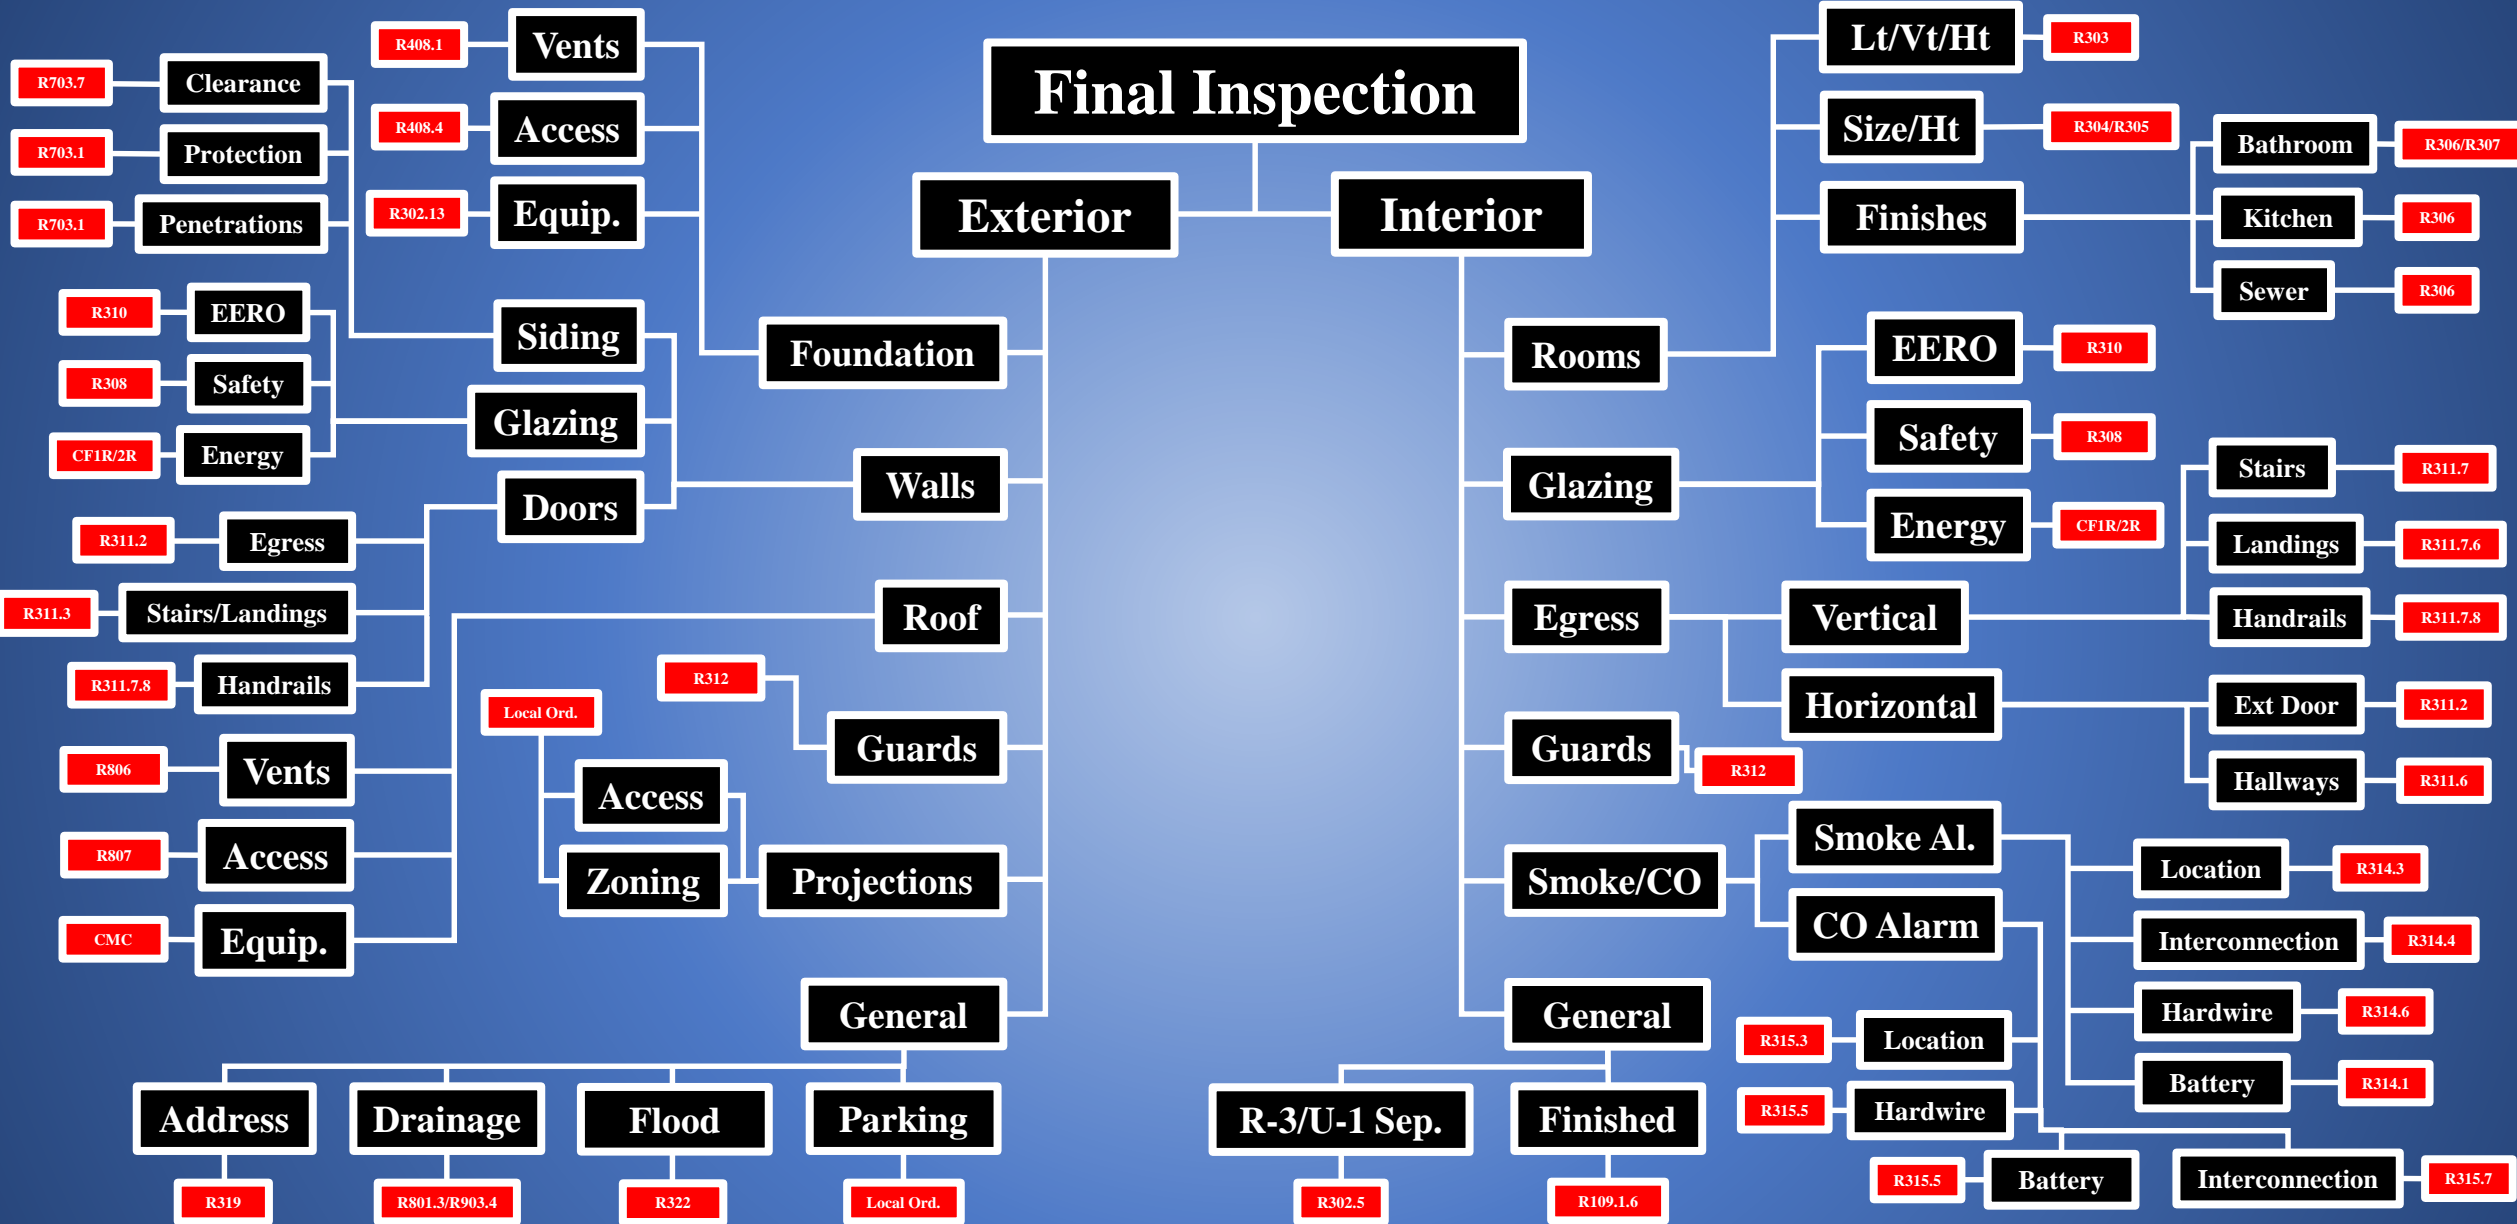 Final Inspection
Exterior
Interior
Foundation
Vents
R408.1
Access
R408.4
Equip.
R302.13
Walls
Siding
Clearance
R703.7
Protection
R703.1
Penetrations
R703.1
Glazing
EERO
R310
Safety
R308
Energy
CF1R/2R
Doors
Egress
R311.2
Stairs/Landings
R311.3
Handrails
R311.7.8
Roof
Vents
R806
Access
R807
Equip.
CMC
Guards
R312
Projections
Access
Zoning
Local Ord.
General
Address
R319
Drainage
R801.3/R903.4
Flood
R322
Parking
Local Ord.
Rooms
Lt/Vt/Ht
R303
Size/Ht
R304/R305
Finishes
Bathroom
R306/R307
Kitchen
R306
Sewer
R306
Glazing
EERO
R310
Safety
R308
Energy
CF1R/2R
Egress
Vertical
Stairs
R311.7
Landings
R311.7.6
Handrails
R311.7.8
Horizontal
Ext Door
R311.2
Hallways
R311.6
Guards
R312
Smoke/CO
Smoke Al.
Location
R314.3
Interconnection
R314.4
Hardwire
R314.6
Battery
R314.1
CO Alarm
Location
R315.3
Hardwire
R315.5
Battery
R315.5
Interconnection
R315.7
General
R-3/U-1 Sep.
R302.5
Finished
R109.1.6